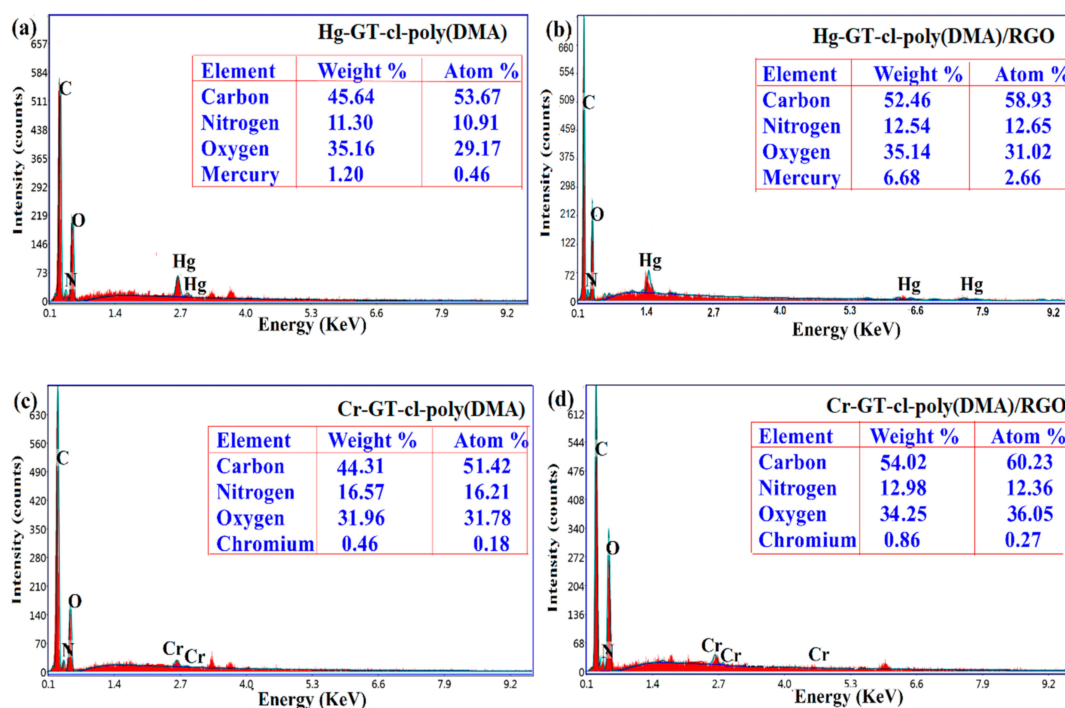 (a)
Hg-GT-cl-poly(DMA)
Element Weight % Atom %
Carbon 45.64 53.67
Nitrogen 11.30 10.91
Oxygen 35.16 29.17
Mercury 1.20 0.46
Intensity (counts)
657
584
511
438
365
292
219
146
73
0
C
O
N
Hg
Hg
0.1 1.4 2.7 4.0 5.3 6.6 7.9 9.2
Energy (KeV)
(b)
Hg-GT-cl-poly(DMA)/RGO
Element Weight % Atom %
Carbon 52.46 58.93
Nitrogen 12.54 12.65
Oxygen 35.14 31.02
Mercury 6.68 2.66
Intensity (counts)
660
554
509
459
375
298
212
122
72
0
C
O
N
Hg
Hg
Hg
0.1 1.4 2.7 4.0 5.3 6.6 7.9 9.2
Energy (KeV)
(c)
Cr-GT-cl-poly(DMA)
Element Weight % Atom %
Carbon 44.31 51.42
Nitrogen 16.57 16.21
Oxygen 31.96 31.78
Chromium 0.46 0.18
Intensity (counts)
630
560
490
420
350
280
210
140
70
0
C
O
N
Cr
Cr
0.1 1.4 2.7 4.0 5.3 6.6 7.9 9.2
Energy (KeV)
(d)
Cr-GT-cl-poly(DMA)/RGO
Element Weight % Atom %
Carbon 54.02 60.23
Nitrogen 12.98 12.36
Oxygen 34.25 36.05
Chromium 0.86 0.27
Intensity (counts)
612
544
476
408
340
272
204
136
68
0
C
O
N
Cr
Cr
Cr
0.1 1.4 2.7 4.0 5.3 6.6 7.9 9.2
Energy (KeV)